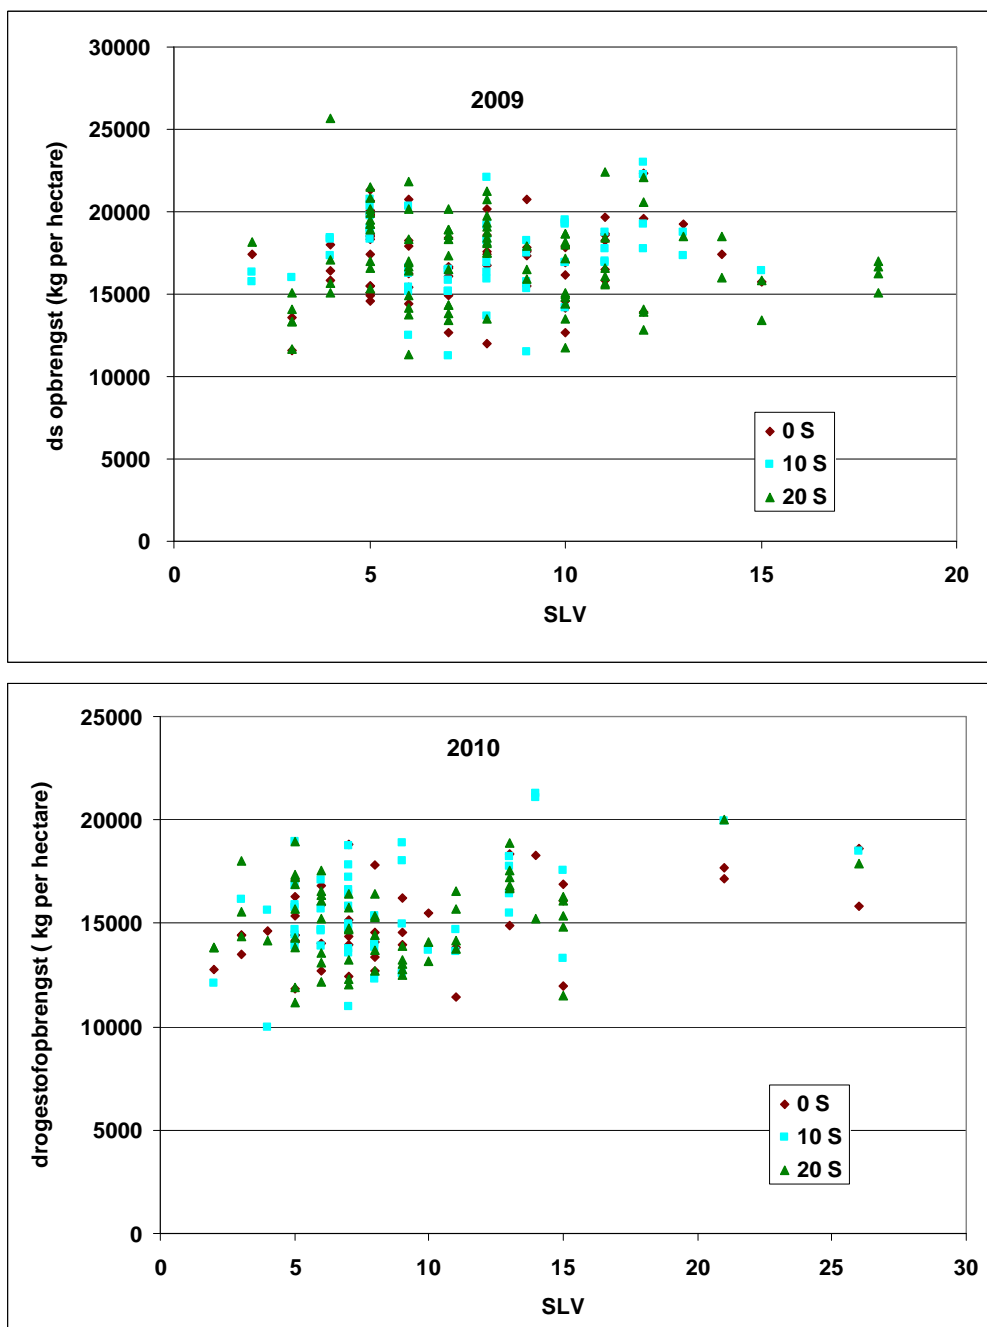 2009
ds opbrengst (kg per hectare)
30000
25000
20000
15000
10000
5000
0
0 S
10 S
20 S
0 5 10 15 20
SLV
2010
drogestofopbrengst ( kg per hectare)
25000
20000
15000
10000
5000
0
0 S
10 S
20 S
0 5 10 15 20 25 30
SLV